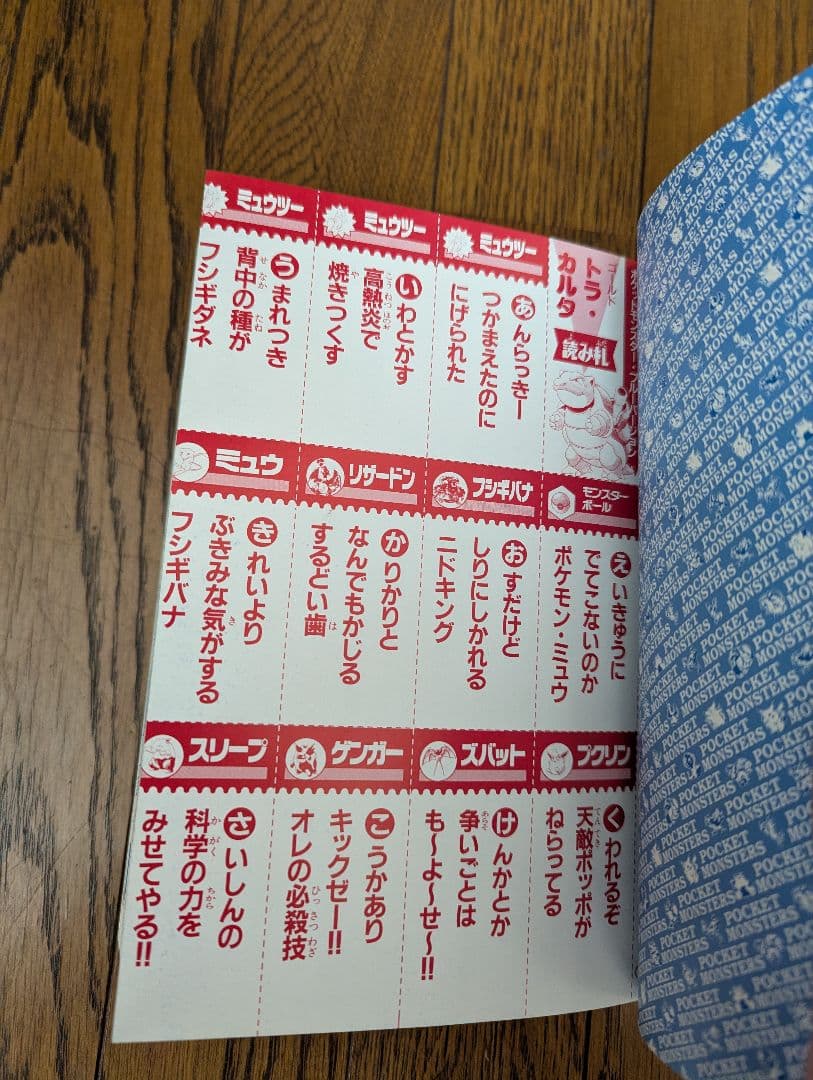 ポケットモンスター・ブルーバージョン
トラ・
カルタ
読み札
ミュウツー
あんらっきー
つかまえたのに
にげられた
ミュウツー
いわとかす
高熱炎で
焼きつくす
ミュウツー
うまれつき
背中の種が
フシギダネ
モンスター
ボール
えいきゅうに
でてこないのか
ポケモン・ミュウ
フシギバナ
おすだけど
しりにしかれる
ニドキング
リザードン
かりかりと
なんでもかじる
するどい歯
ミュウ
きれいより
ぶきみな気がする
フシギバナ
プクリン
くわれるぞ
天敵ポッポが
ねらってる
ズバット
けんかとか
争いごとは
も〜よ〜せ〜!!
ゲンガー
こうかあり
キックゼー!!
オレの必殺技
スリープ
さいしんの
科学の力を
みせてやる!!
POCKET
MONSTERS